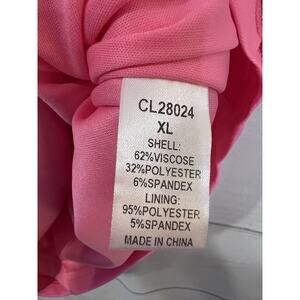 CL28024
XL
SHELL:
62%VISCOSE
32%POLYESTER
6%SPANDEX
LINING:
95%POLYESTER
5%SPANDEX
MADE IN CHINA